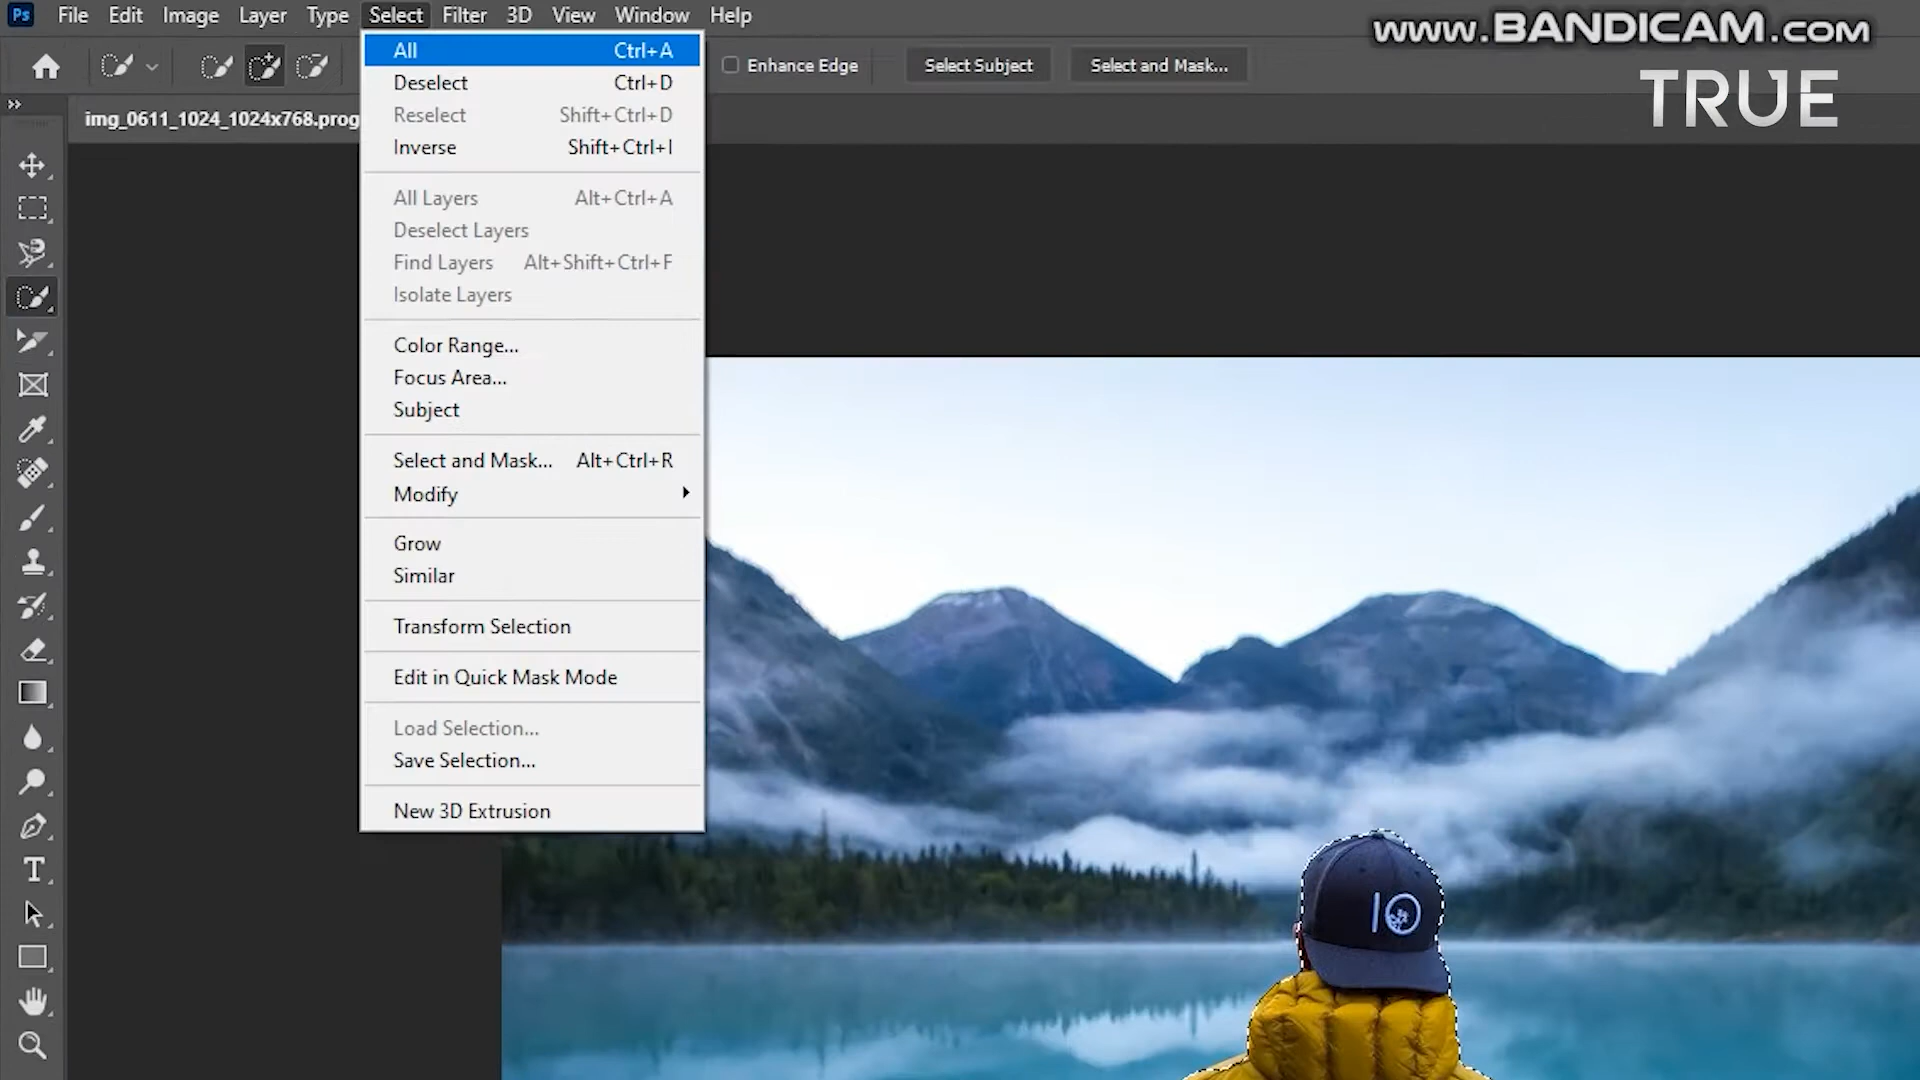 Ps File Edit Image Layer Type Select Filter 3D View Window Help
www.BANDICAM.com
TRUE
Enhance Edge Select Subject Select and Mask...
img_0611_1024_1024x768.prog
All Ctrl+A
Deselect Ctrl+D
Reselect Shift+Ctrl+D
Inverse Shift+Ctrl+I
All Layers Alt+Ctrl+A
Deselect Layers
Find Layers Alt+Shift+Ctrl+F
Isolate Layers
Color Range...
Focus Area...
Subject
Select and Mask... Alt+Ctrl+R
Modify
Grow
Similar
Transform Selection
Edit in Quick Mask Mode
Load Selection...
Save Selection...
New 3D Extrusion
10